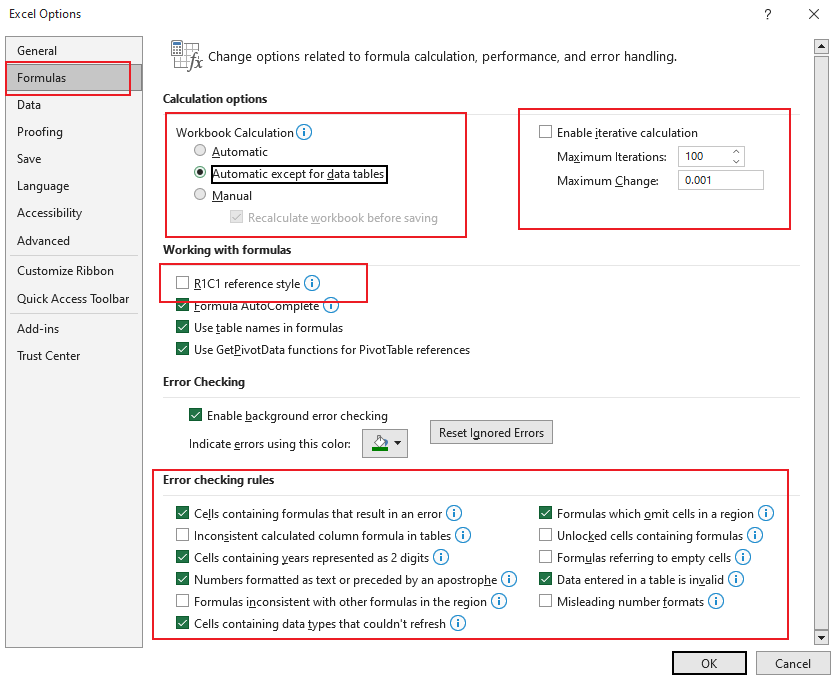 Excel Options
?
General
Formulas
Data
Proofing
Save
Language
Accessibility
Advanced
Customize Ribbon
Quick Access Toolbar
Add-ins
Trust Center
Change options related to formula calculation, performance, and error handling.
Calculation options
Workbook Calculation
Automatic
Automatic except for data tables
Manual
Recalculate workbook before saving
Enable iterative calculation
Maximum Iterations: 100
Maximum Change: 0.001
Working with formulas
R1C1 reference style
Formula AutoComplete
Use table names in formulas
Use GetPivotData functions for PivotTable references
Error Checking
Enable background error checking
Indicate errors using this color:
Reset Ignored Errors
Error checking rules
Cells containing formulas that result in an error
Inconsistent calculated column formula in tables
Cells containing years represented as 2 digits
Numbers formatted as text or preceded by an apostrophe
Formulas inconsistent with other formulas in the region
Cells containing data types that couldn't refresh
Formulas which omit cells in a region
Unlocked cells containing formulas
Formulas referring to empty cells
Data entered in a table is invalid
Misleading number formats
OK
Cancel